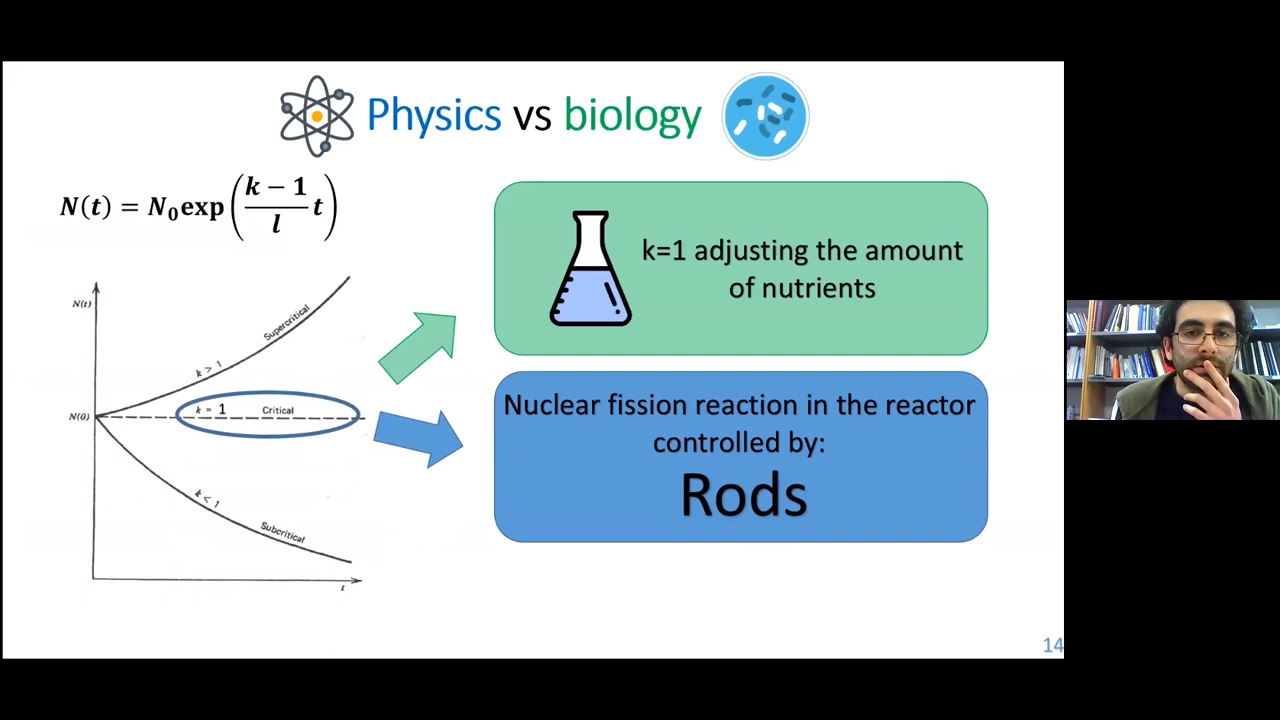 Physics vs biology
N(t) = N₀exp((k − 1)/l t)
k=1 adjusting the amount
of nutrients
N(t)
Supercritical
k > 1
N(0)
k = 1 Critical
k < 1
Subcritical
t
Nuclear fission reaction in the reactor
controlled by:
Rods
14